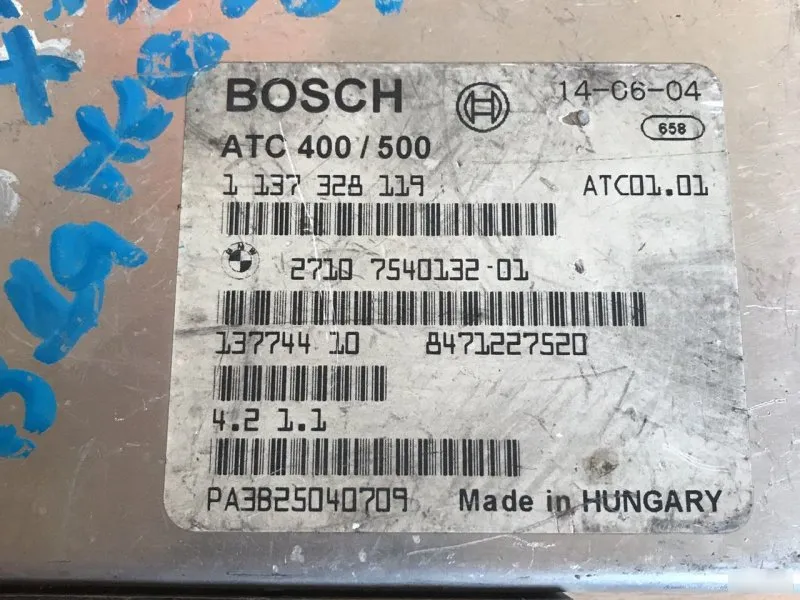 BOSCH 14-06-04
658
ATC 400 / 500
1 137 328 119 ATC01.01
2710 7540132-01
137744 10 8471227520
4.2 1.1
PA3B25040709 Made in HUNGARY